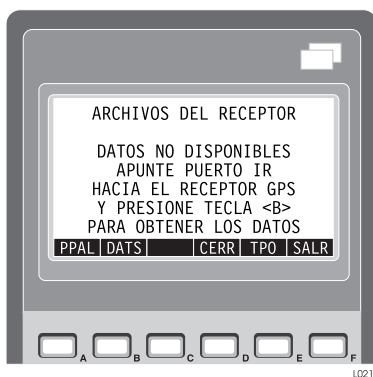 ARCHIVOS DEL RECEPTOR
DATOS NO DISPONIBLES
APUNTE PUERTO IR
HACIA EL RECEPTOR GPS
Y PRESIONE TECLA <B>
PARA OBTENER LOS DATOS
PPAL DATS CERR TPO SALR
A B C D E F
L021